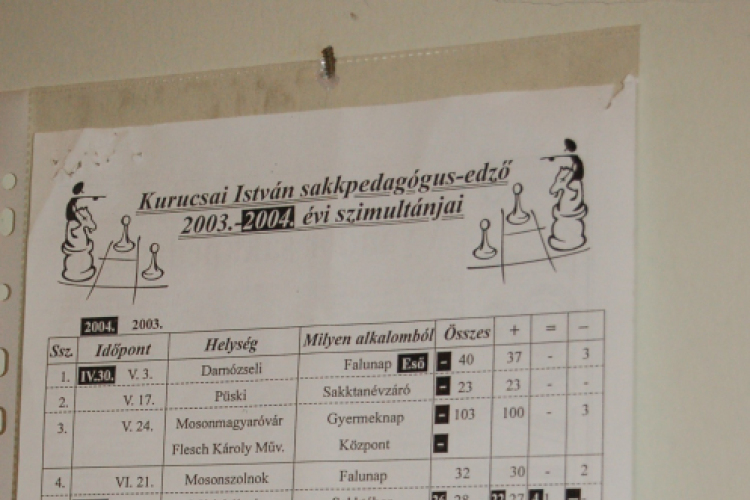 Kurucsai István sakkpedagógus-edző
2003.-2004. évi szimultánjai
2004. 2003.
Ssz. Időpont Helység Milyen alkalomból Összes + = −
1. IV.30. V. 3. Darnózseli Falunap Eső - 40 37 - 3
2. V. 17. Püski Sakktanévzáró - 23 23 - -
3. V. 24. Mosonmagyaróvár Gyermeknap - 103 100 - 3
Flesch Károly Műv. Központ -
4. VI. 21. Mosonszolnok Falunap 32 30 - 2